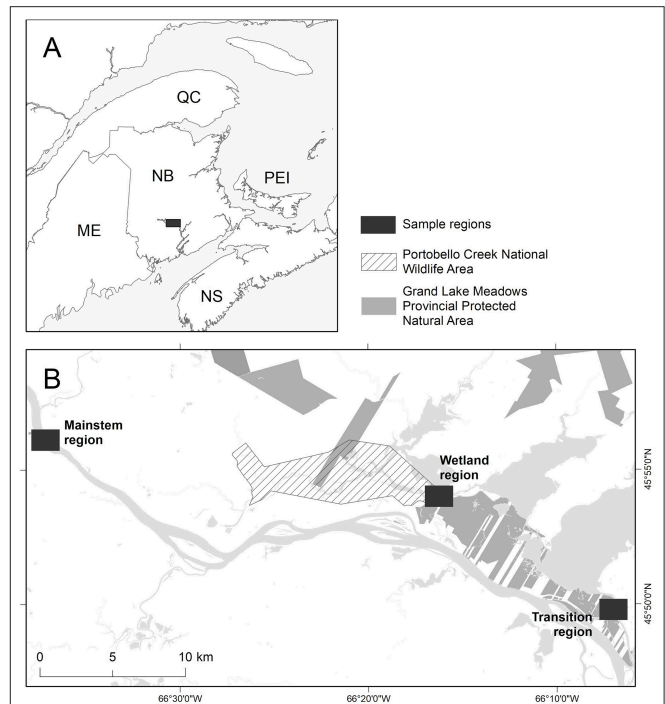 A
QC
NB
PEI
ME
NS
Sample regions
Portobello Creek National
Wildlife Area
Grand Lake Meadows
Provincial Protected
Natural Area
B
Mainstem
region
Wetland
region
Transition
region
45°55'0"N
45°50'0"N
0 5 10 km
66°30'0"W 66°20'0"W 66°10'0"W